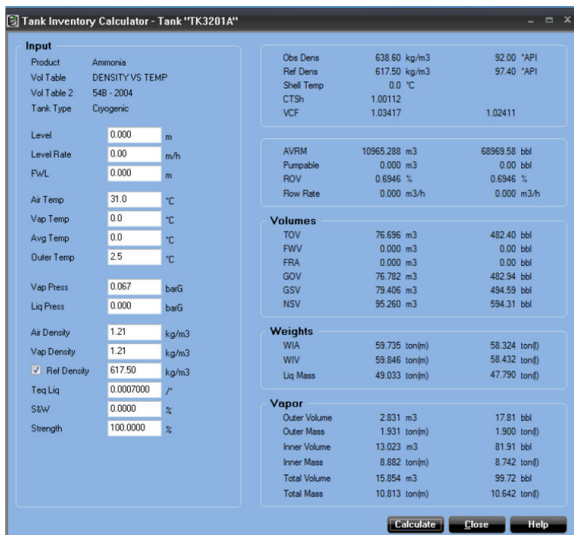 Tank Inventory Calculator - Tank "TK3201A"
Input
Product Ammonia
Vol Table DENSITY VS TEMP
Vol Table 2 54B - 2004
Tank Type Cryogenic
Level 0.000 m
Level Rate 0.00 m/h
FWL 0.000 m
Air Temp 31.0 °C
Vap Temp 0.0 °C
Avg Temp 0.0 °C
Outer Temp 2.5 °C
Vap Press 0.067 barG
Liq Press 0.000 barG
Air Density 1.21 kg/m3
Vap Density 1.21 kg/m3
Ref Density 617.50 kg/m3
Teq Liq 0.0007000 /°
S&W 0.0000 %
Strength 100.0000 %
Obs Dens 638.60 kg/m3 92.00 °API
Ref Dens 617.50 kg/m3 97.40 °API
Shell Temp 0.0 °C
CTSh 1.00112
VCF 1.03417 1.02411
AVRM 10965.288 m3 68969.58 bbl
Pumpable 0.000 m3 0.00 bbl
ROV 0.6946 % 0.6946 %
Flow Rate 0.000 m3/h 0.000 m3/h
Volumes
TOV 76.696 m3 482.40 bbl
FWV 0.000 m3 0.00 bbl
FRA 0.000 m3 0.00 bbl
GOV 76.782 m3 482.94 bbl
GSV 79.406 m3 494.59 bbl
NSV 95.260 m3 594.31 bbl
Weights
WIA 59.735 ton(m) 58.324 ton(l)
WIV 59.846 ton(m) 58.432 ton(l)
Liq Mass 49.033 ton(m) 47.790 ton(l)
Vapor
Outer Volume 2.831 m3 17.81 bbl
Outer Mass 1.931 ton(m) 1.900 ton(l)
Inner Volume 13.023 m3 81.91 bbl
Inner Mass 8.882 ton(m) 8.742 ton(l)
Total Volume 15.854 m3 99.72 bbl
Total Mass 10.813 ton(m) 10.642 ton(l)
Calculate Close Help